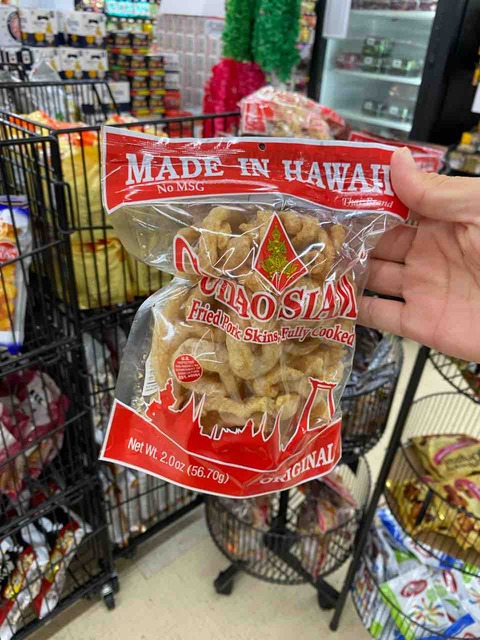 MADE IN HAWAII
No MSG
Thai Brand
CHAO SIAM
Fried Pork Skins, Fully Cooked
Net Wt. 2.0oz (56.70g)
ORIGINAL